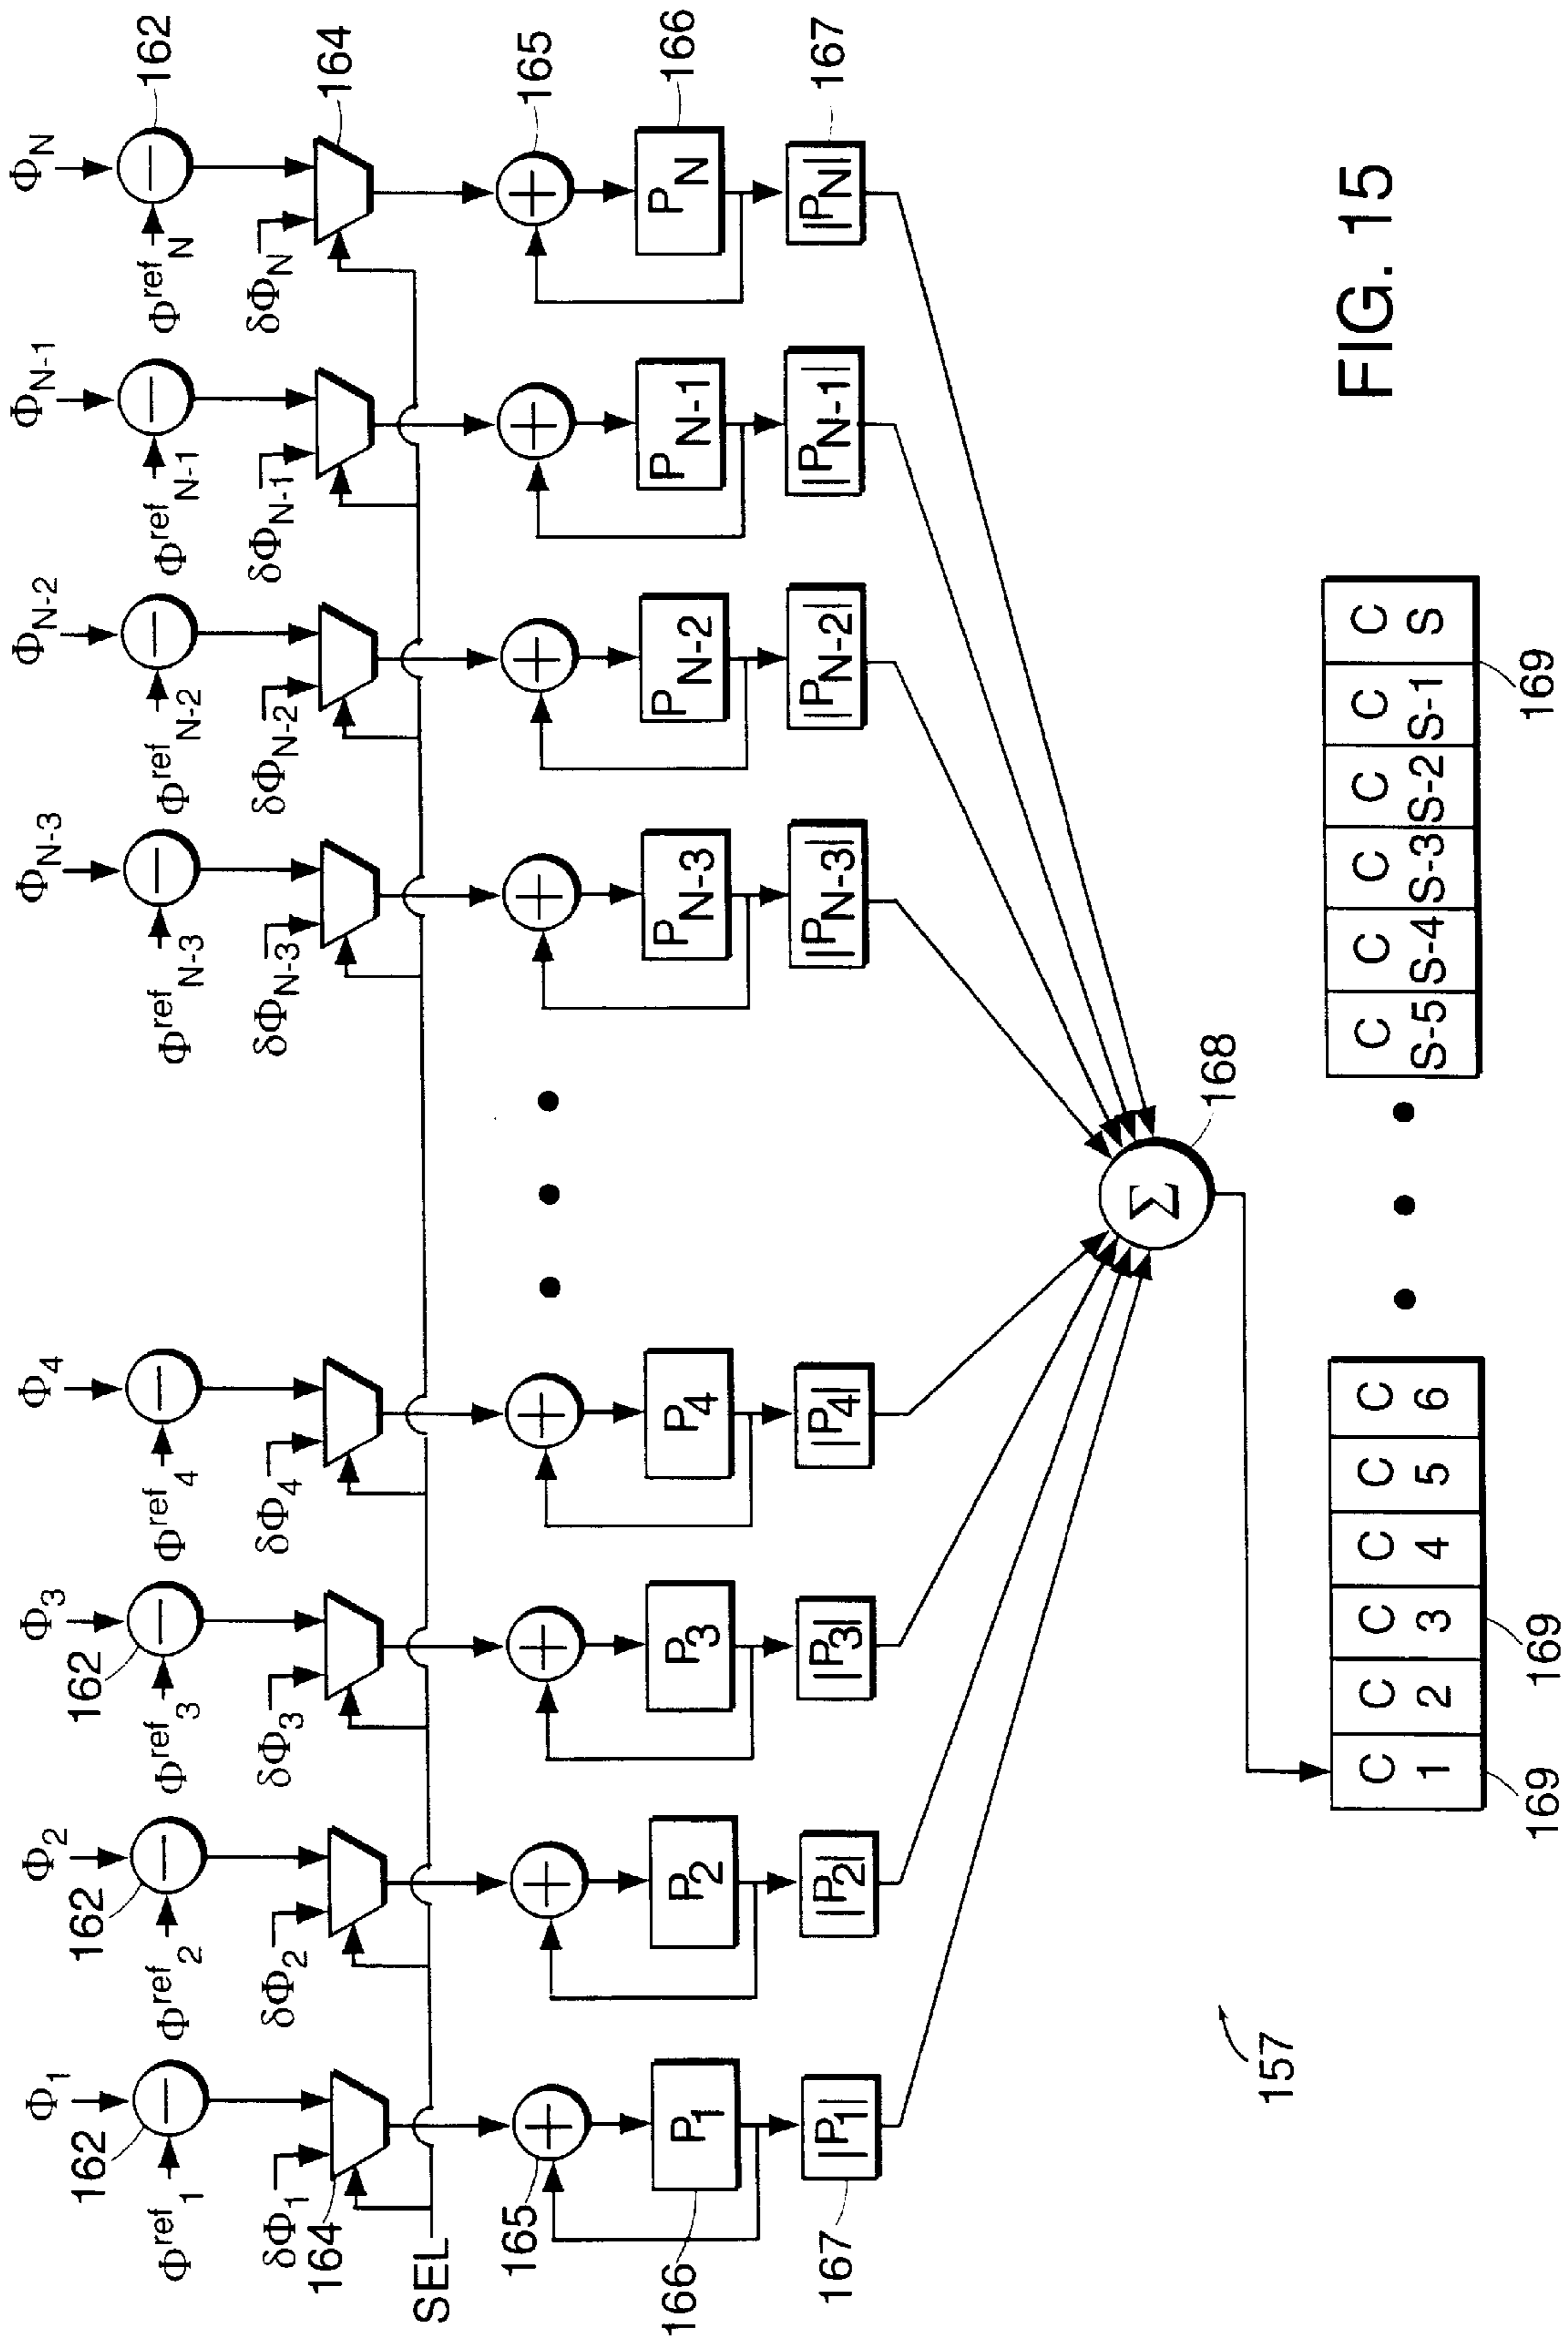 Φ1 Φ2 Φ3 Φ4 ΦN-3 ΦN-2 ΦN-1 ΦN
162 162 162 162
Φref1 Φref2 Φref3 Φref4 ΦrefN-3 ΦrefN-2 ΦrefN-1 ΦrefN
δΦ1 δΦ2 δΦ3 δΦ4 δΦN-3 δΦN-2 δΦN-1 δΦN
164 164
SEL
165 165
+ + + + + + + +
P1 P2 P3 P4 PN-3 PN-2 PN-1 PN
166 166
|P1| |P2| |P3| |P4| |PN-3| |PN-2| |PN-1| |PN|
167 167
Σ
168
157
C1 C2 C3 C4 C5 C6 CS-5 CS-4 CS-3 CS-2 CS-1 CS
169 169 169
FIG. 15